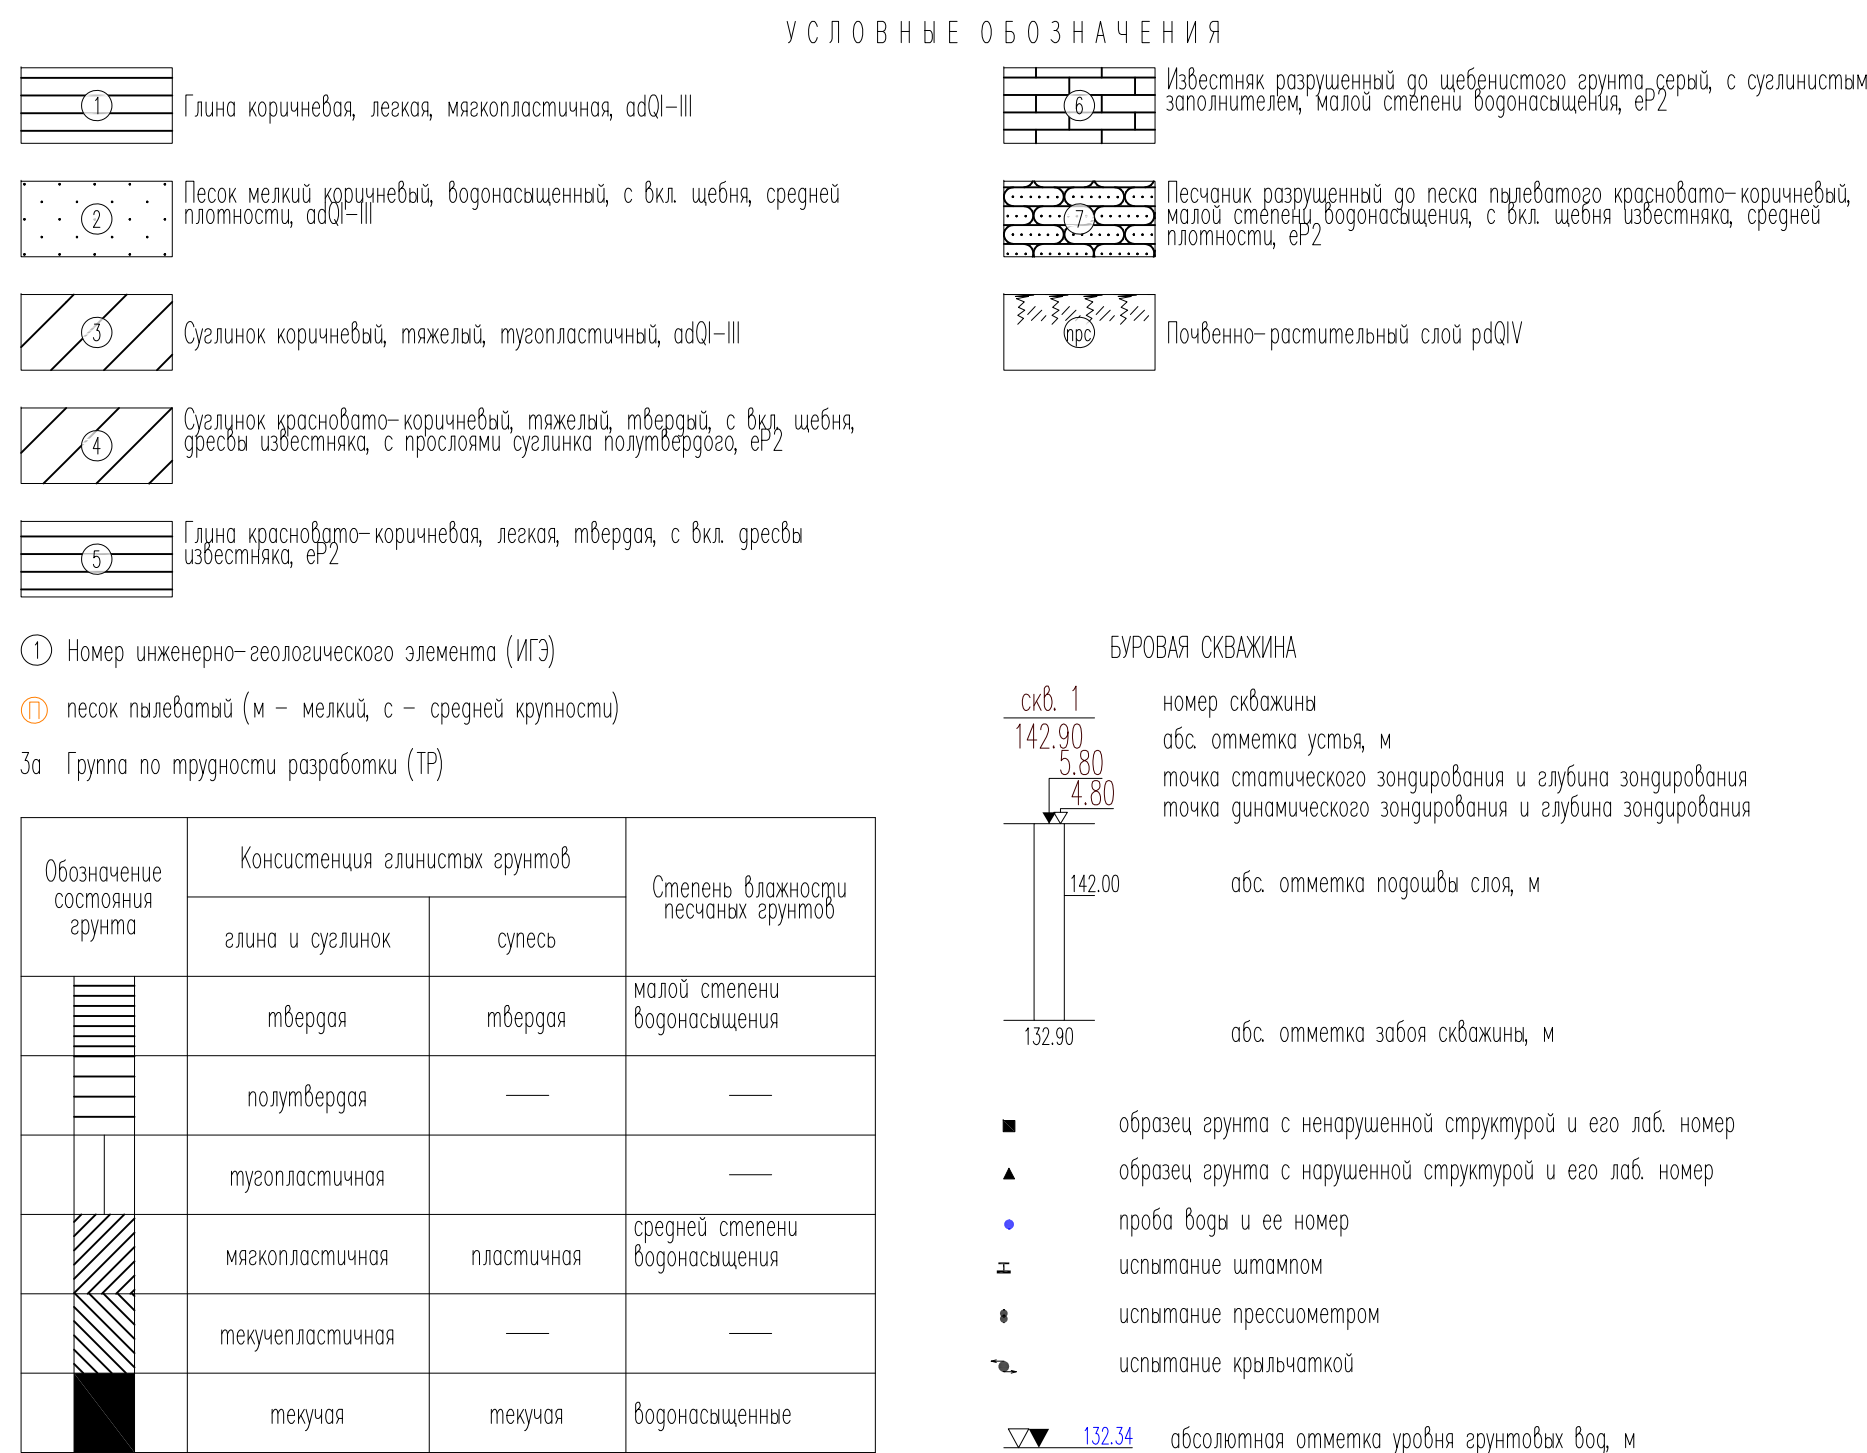 УСЛОВНЫЕ ОБОЗНАЧЕНИЯ
1
Глина коричневая, легкая, мягкопластичная, adQI-III
2
Песок мелкий коричневый, водонасыщенный, с вкл. щебня, средней
плотности, adQI-III
3
Суглинок коричневый, тяжелый, тугопластичный, adQI-III
4
Суглинок красновато-коричневый, тяжелый, твердый, с вкл. щебня,
дресвы известняка, с прослоями суглинка полутвердого, eP2
5
Глина красновато-коричневая, легкая, твердая, с вкл. дресвы
известняка, eP2
6
Известняк разрушенный до щебенистого грунта серый, с суглинистым
заполнителем, малой степени водонасыщения, eP2
7
Песчаник разрушенный до песка пылеватого красновато-коричневый,
малой степени водонасыщения, с вкл. щебня известняка, средней
плотности, eP2
прс
Почвенно-растительный слой pdQIV
1 Номер инженерно-геологического элемента (ИГЭ)
П песок пылеватый (м - мелкий, с - средней крупности)
3а Группа по трудности разработки (ТР)
Обозначение
состояния
грунта
Консистенция глинистых грунтов
глина и суглинок
супесь
Степень влажности
песчаных грунтов
твердая
твердая
малой степени
водонасыщения
полутвердая
—
—
тугопластичная
—
мягкопластичная
пластичная
средней степени
водонасыщения
текучепластичная
—
—
текучая
текучая
водонасыщенные
БУРОВАЯ СКВАЖИНА
скв. 1 номер скважины
142.90 абс. отметка устья, м
5.80 точка статического зондирования и глубина зондирования
4.80 точка динамического зондирования и глубина зондирования
142.00 абс. отметка подошвы слоя, м
132.90 абс. отметка забоя скважины, м
образец грунта с ненарушенной структурой и его лаб. номер
образец грунта с нарушенной структурой и его лаб. номер
проба воды и ее номер
испытание штампом
испытание прессиометром
испытание крыльчаткой
132.34 абсолютная отметка уровня грунтовых вод, м